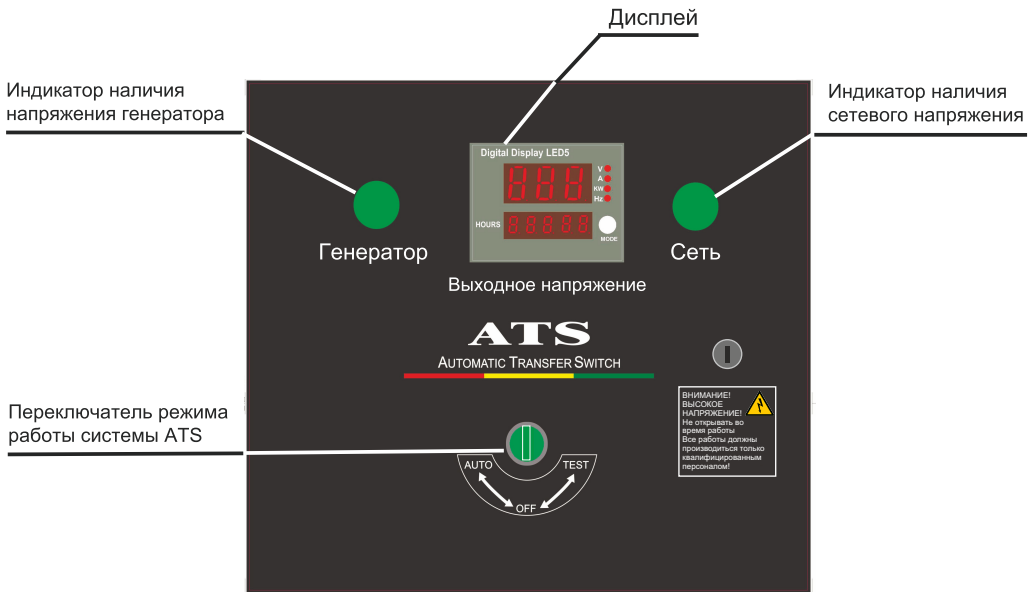 Дисплей
Индикатор наличия
напряжения генератора
Индикатор наличия
сетевого напряжения
Digital Display LED5
888
V
A
KW
Hz
HOURS
88888
MODE
Генератор
Сеть
Выходное напряжение
ATS
AUTOMATIC TRANSFER SWITCH
ВНИМАНИЕ!
ВЫСОКОЕ
НАПРЯЖЕНИЕ!
Не открывать во
время работы
Все работы должны
производиться только
квалифицированным
персоналом!
Переключатель режима
работы системы ATS
AUTO
TEST
OFF